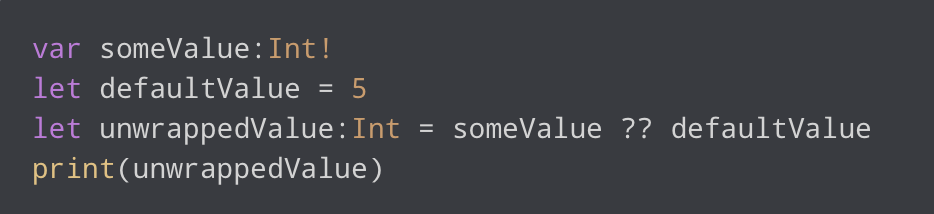 var someValue:Int!
let defaultValue = 5
let unwrappedValue:Int = someValue ?? defaultValue
print(unwrappedValue)